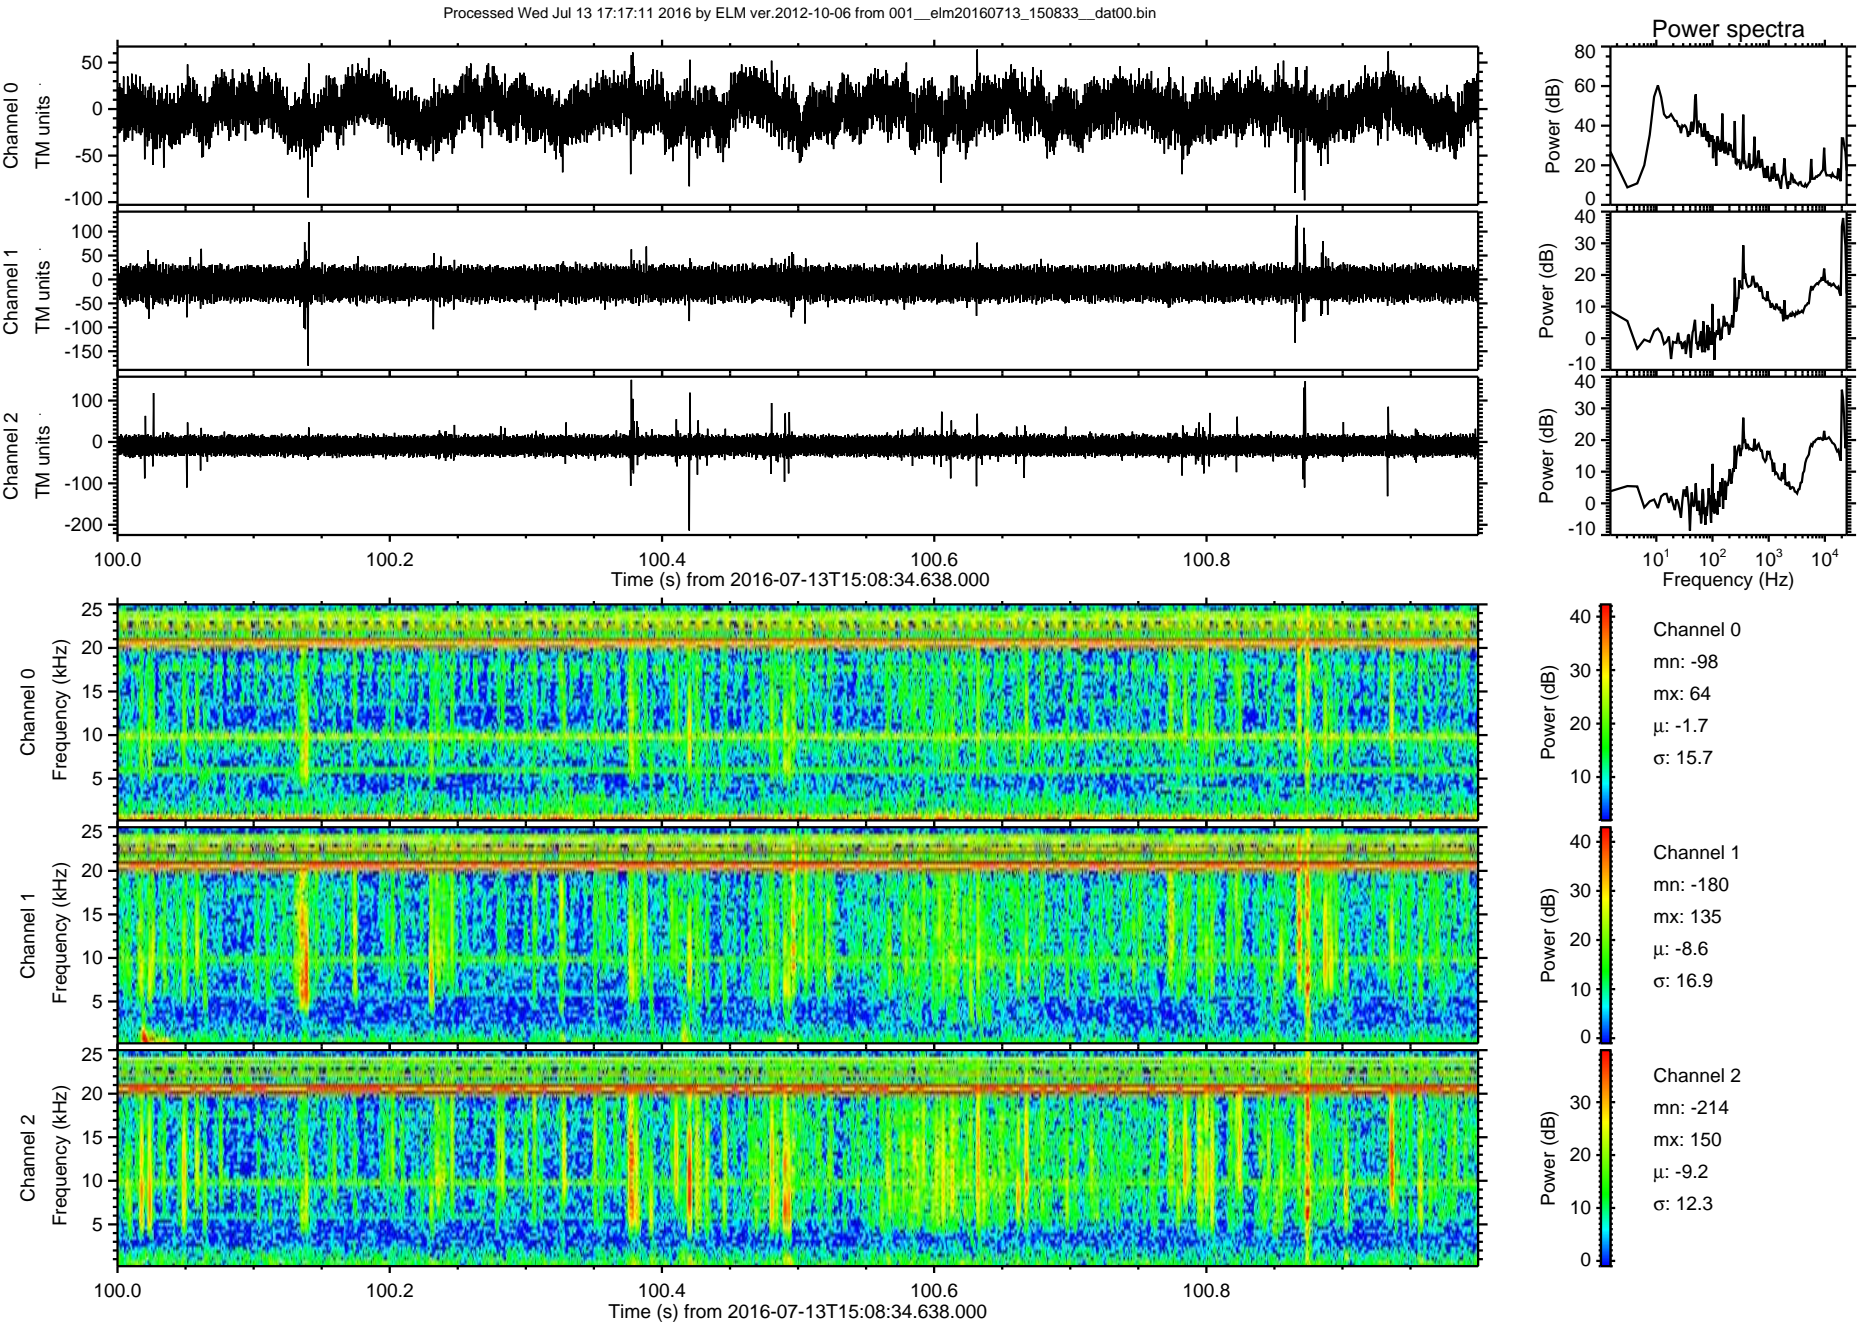 Processed Wed Jul 13 17:17:11 2016 by ELM ver.2012-10-06 from 001__elm20160713_150833__dat00.bin
Power spectra
Channel 0
TM units
50
0
-50
-100
Power (dB)
80
60
40
20
0
Channel 1
TM units
100
50
0
-50
-100
-150
Power (dB)
40
30
20
10
0
-10
Channel 2
TM units
100
0
-100
-200
Power (dB)
40
30
20
10
0
-10
100.0 100.2 100.4 100.6 100.8
Time (s) from 2016-07-13T15:08:34.638.000
10¹ 10² 10³ 10⁴
Frequency (Hz)
Channel 0
Frequency (kHz)
25
20
15
10
5
Power (dB)
40
30
20
10
Channel 0
mn: -98
mx: 64
µ: -1.7
σ: 15.7
Channel 1
Frequency (kHz)
25
20
15
10
5
Power (dB)
40
30
20
10
0
Channel 1
mn: -180
mx: 135
µ: -8.6
σ: 16.9
Channel 2
Frequency (kHz)
25
20
15
10
5
Power (dB)
30
20
10
0
Channel 2
mn: -214
mx: 150
µ: -9.2
σ: 12.3
100.0 100.2 100.4 100.6 100.8
Time (s) from 2016-07-13T15:08:34.638.000